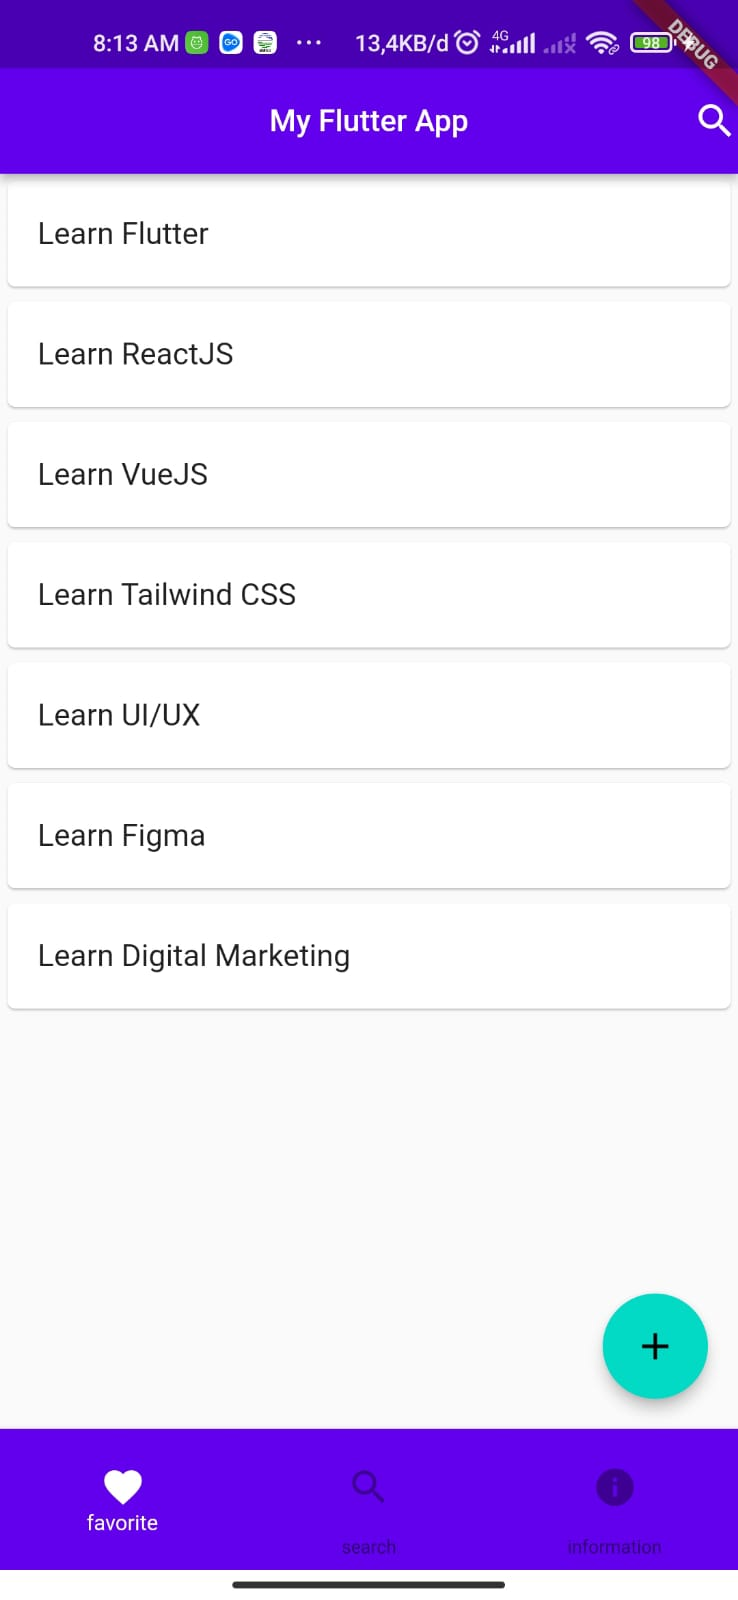 8:13 AM GO 13,4KB/d 4G 98
DEBUG
My Flutter App
Learn Flutter
Learn ReactJS
Learn VueJS
Learn Tailwind CSS
Learn UI/UX
Learn Figma
Learn Digital Marketing
+
favorite
search
information